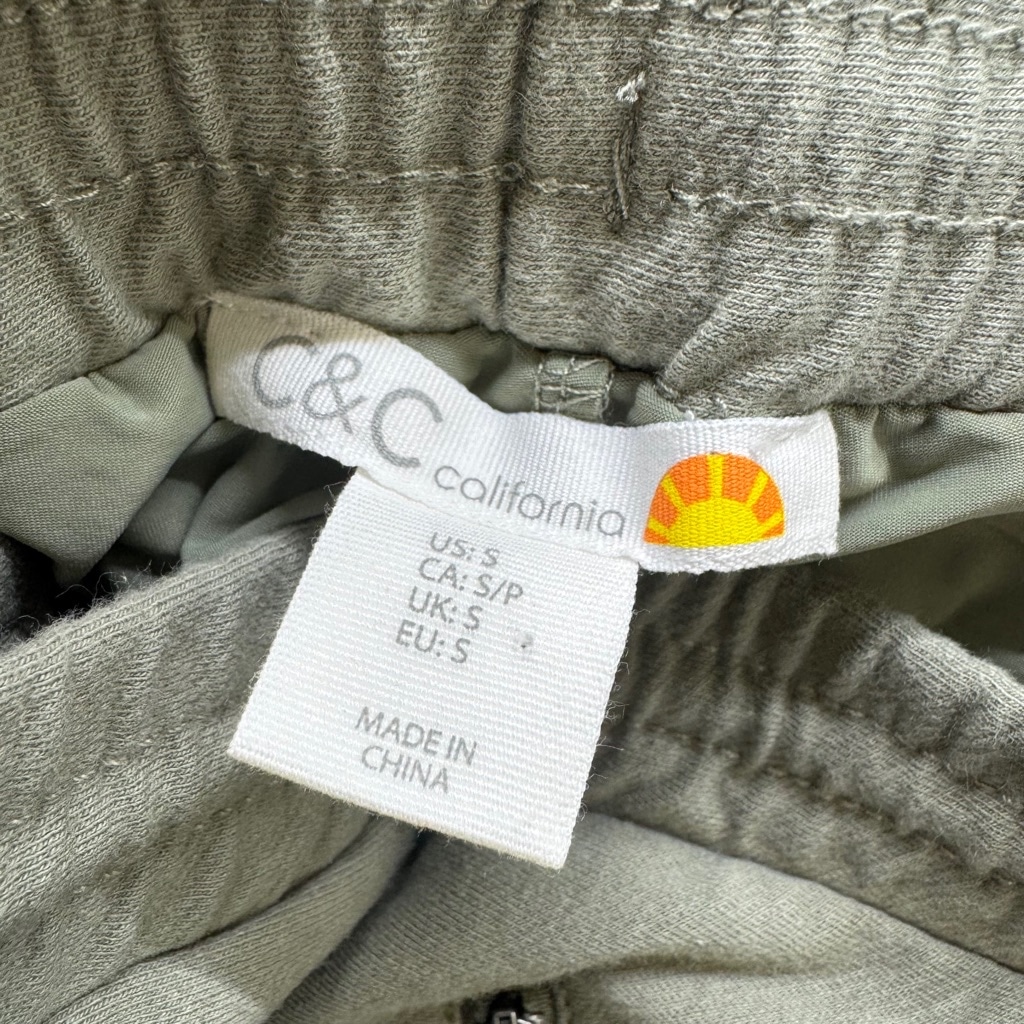 C&C california
US: S
CA: S/P
UK: S
EU: S
MADE IN
CHINA